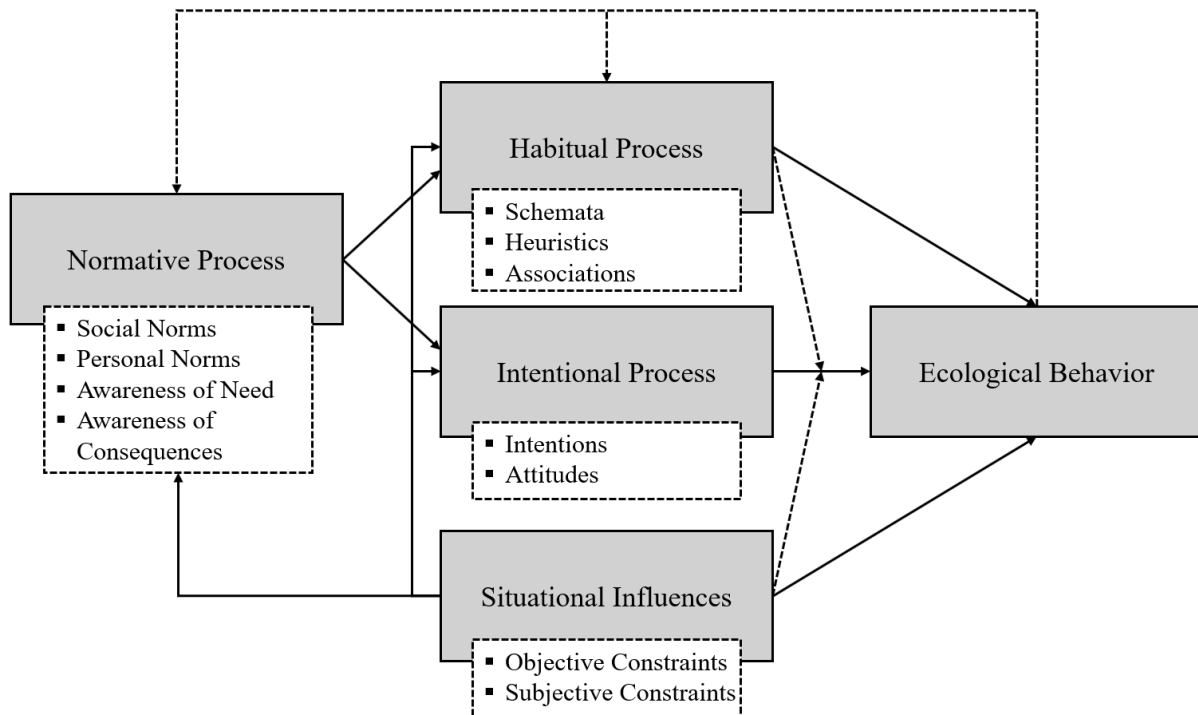 Habitual Process
▪ Schemata
▪ Heuristics
▪ Associations
Normative Process
▪ Social Norms
▪ Personal Norms
▪ Awareness of Need
▪ Awareness of
Consequences
Intentional Process
▪ Intentions
▪ Attitudes
Ecological Behavior
Situational Influences
▪ Objective Constraints
▪ Subjective Constraints